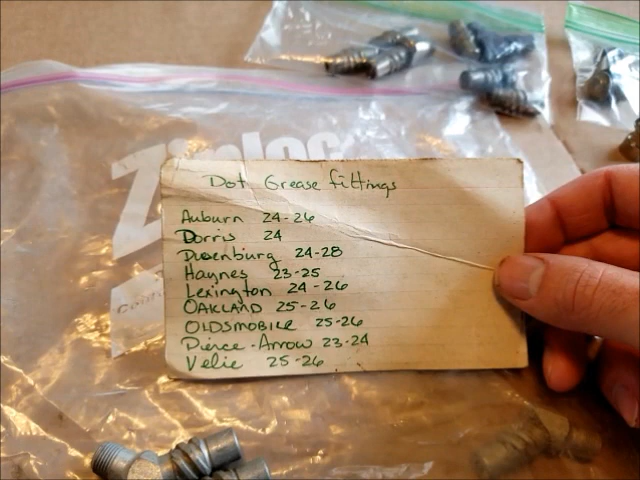 Ziploc
Dot Grease fittings
Auburn 24-26
Dorris 24
Dusenburg 24-28
Haynes 23-25
Lexington 24-26
OAKLAND 25-26
OLDSMOBILE 25-26
Pierce-Arrow 23-24
Velie 25-26